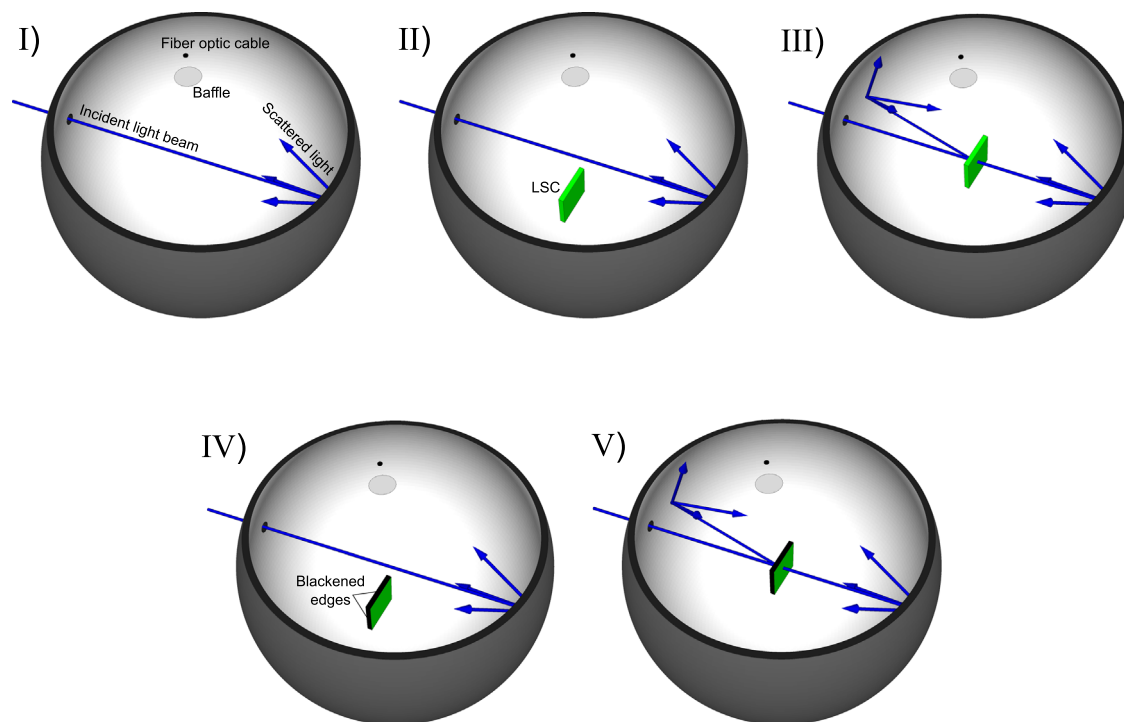 I)
Fiber optic cable
Baffle
Incident light beam
Scattered light
II)
LSC
III)
IV)
Blackened
edges
V)